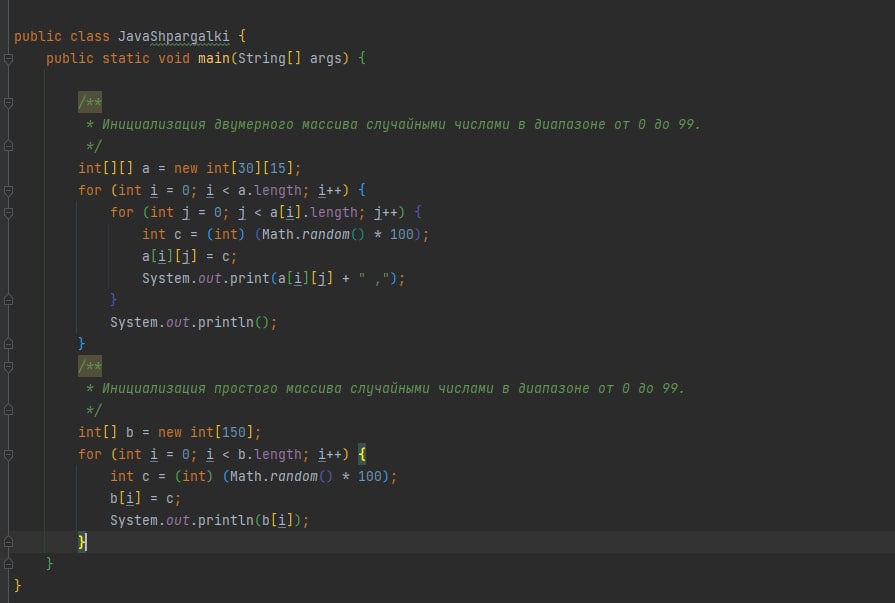 public class JavaShpargalki {
public static void main(String[] args) {
/**
* Инициализация двумерного массива случайными числами в диапазоне от 0 до 99.
*/
int[][] a = new int[30][15];
for (int i = 0; i < a.length; i++) {
for (int j = 0; j < a[i].length; j++) {
int c = (int) (Math.random() * 100);
a[i][j] = c;
System.out.print(a[i][j] + " ,");
}
System.out.println();
}
/**
* Инициализация простого массива случайными числами в диапазоне от 0 до 99.
*/
int[] b = new int[150];
for (int i = 0; i < b.length; i++) {
int c = (int) (Math.random() * 100);
b[i] = c;
System.out.println(b[i]);
}
}
}